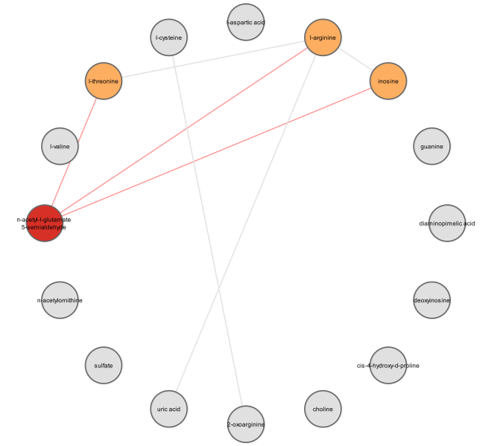 l-aspartic acid
l-cysteine
l-arginine
l-threonine
inosine
l-valine
guanine
n-acetyl-l-glutamate
5-semialdehyde
diaminopimelic acid
n-acetylornithine
deoxyinosine
sulfate
cis-4-hydroxy-d-proline
uric acid
choline
2-oxoarginine